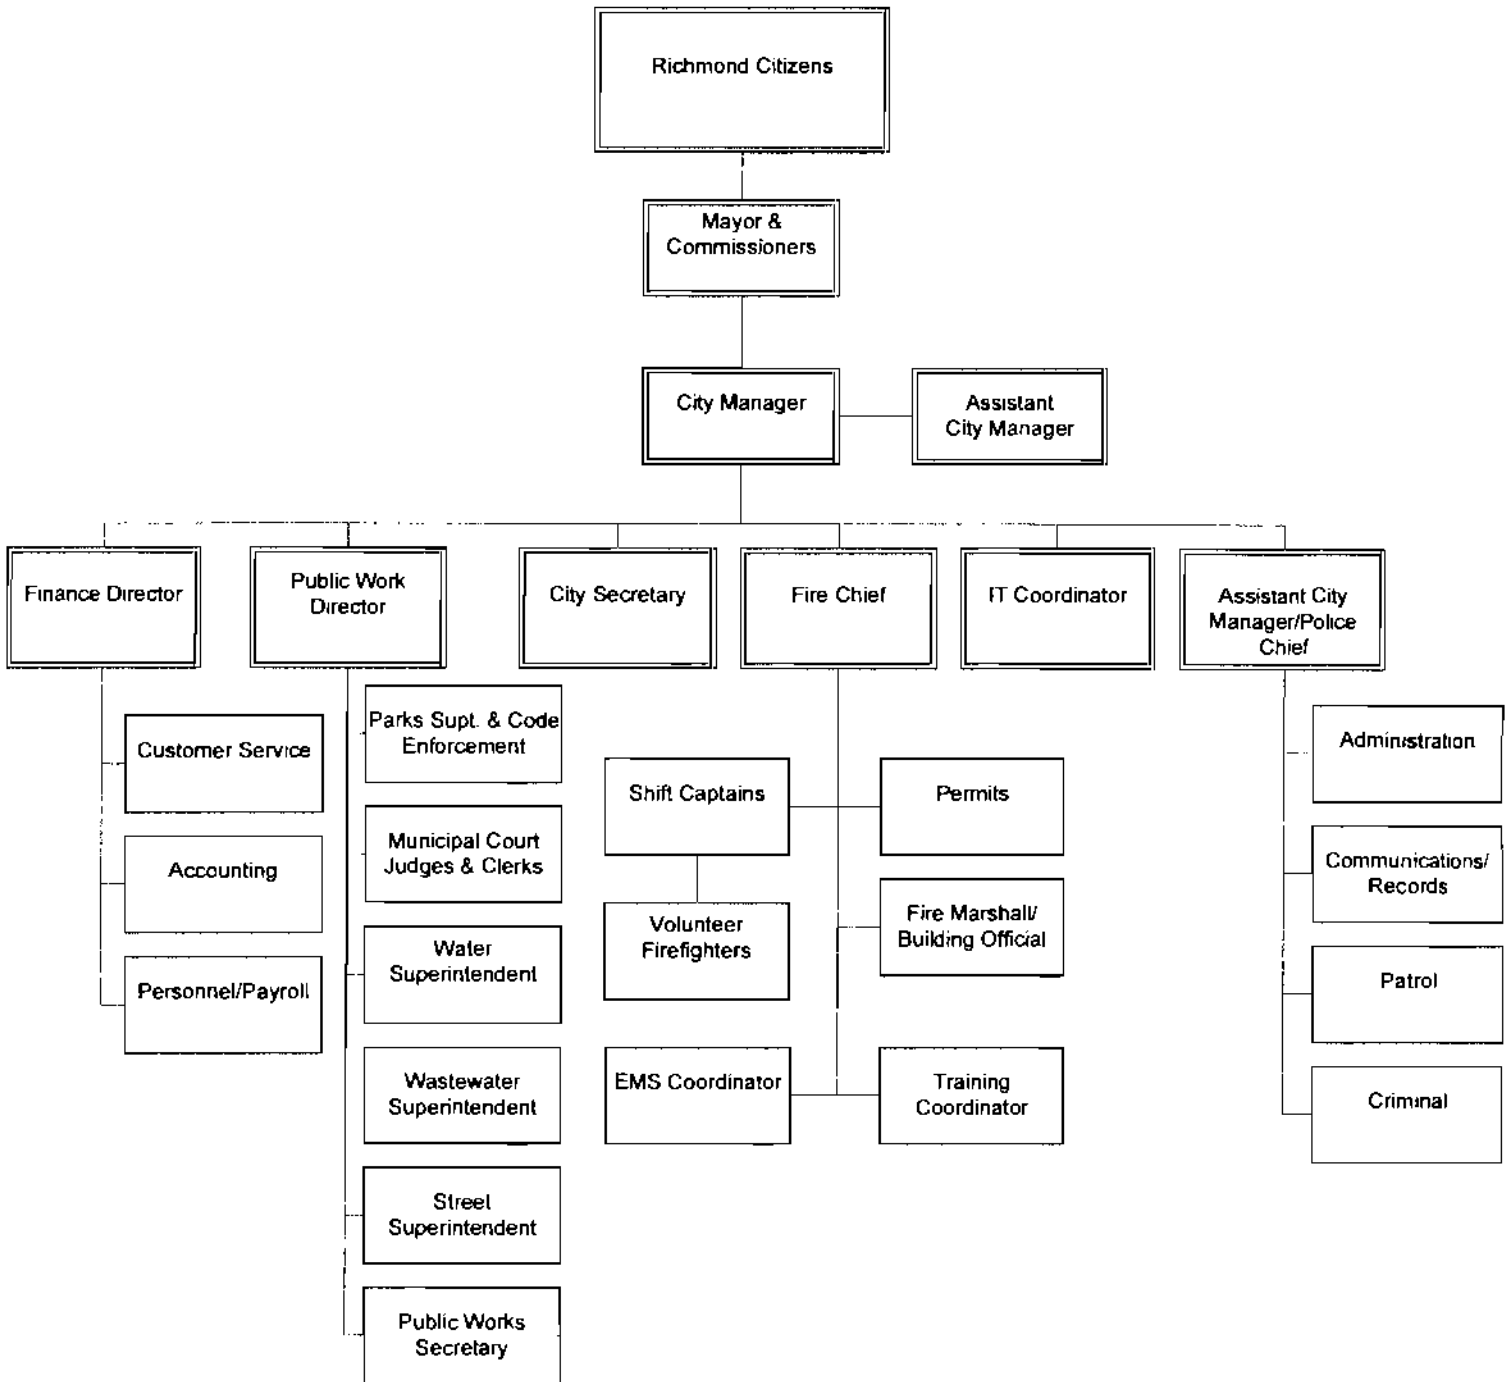 Richmond Citizens
Mayor &
Commissioners
City Manager
Assistant
City Manager
Finance Director
Public Work
Director
City Secretary
Fire Chief
IT Coordinator
Assistant City
Manager/Police
Chief
Customer Service
Accounting
Personnel/Payroll
Parks Supt. & Code
Enforcement
Municipal Court
Judges & Clerks
Water
Superintendent
Wastewater
Superintendent
Street
Superintendent
Public Works
Secretary
Shift Captains
Volunteer
Firefighters
EMS Coordinator
Permits
Fire Marshall/
Building Official
Training
Coordinator
Administration
Communications/
Records
Patrol
Criminal